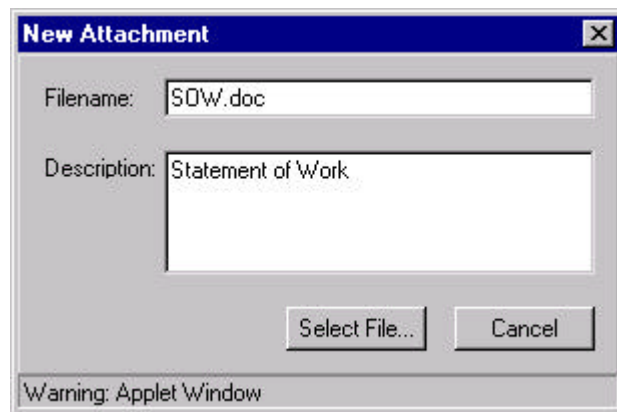 New Attachment
Filename: SOW.doc
Description: Statement of Work
Select File... Cancel
Warning: Applet Window